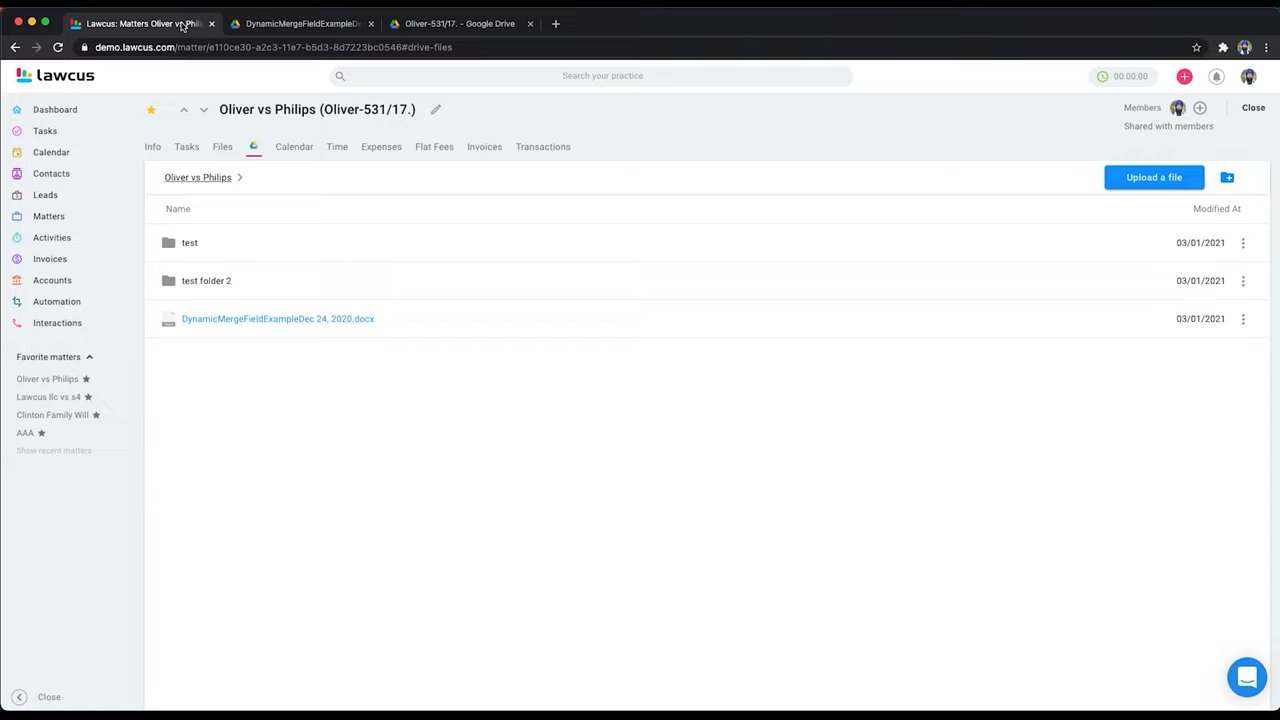 Lawcus: Matters Oliver vs Phili
DynamicMergeFieldExampleDe
Oliver-531/17. - Google Drive
demo.lawcus.com/matter/e110ce30-a2c3-11e7-b5d3-8d7223bc0546#drive-files
lawcus
Search your practice
00:00:00
Dashboard
Tasks
Calendar
Contacts
Leads
Matters
Activities
Invoices
Accounts
Automation
Interactions
Favorite matters
Oliver vs Philips
Lawcus llc vs s4
Clinton Family Will
AAA
Show recent matters
Close
Oliver vs Philips (Oliver-531/17.)
Members
Close
Shared with members
Info Tasks Files Calendar Time Expenses Flat Fees Invoices Transactions
Oliver vs Philips
Upload a file
Name Modified At
test 03/01/2021
test folder 2 03/01/2021
DynamicMergeFieldExampleDec 24, 2020.docx 03/01/2021